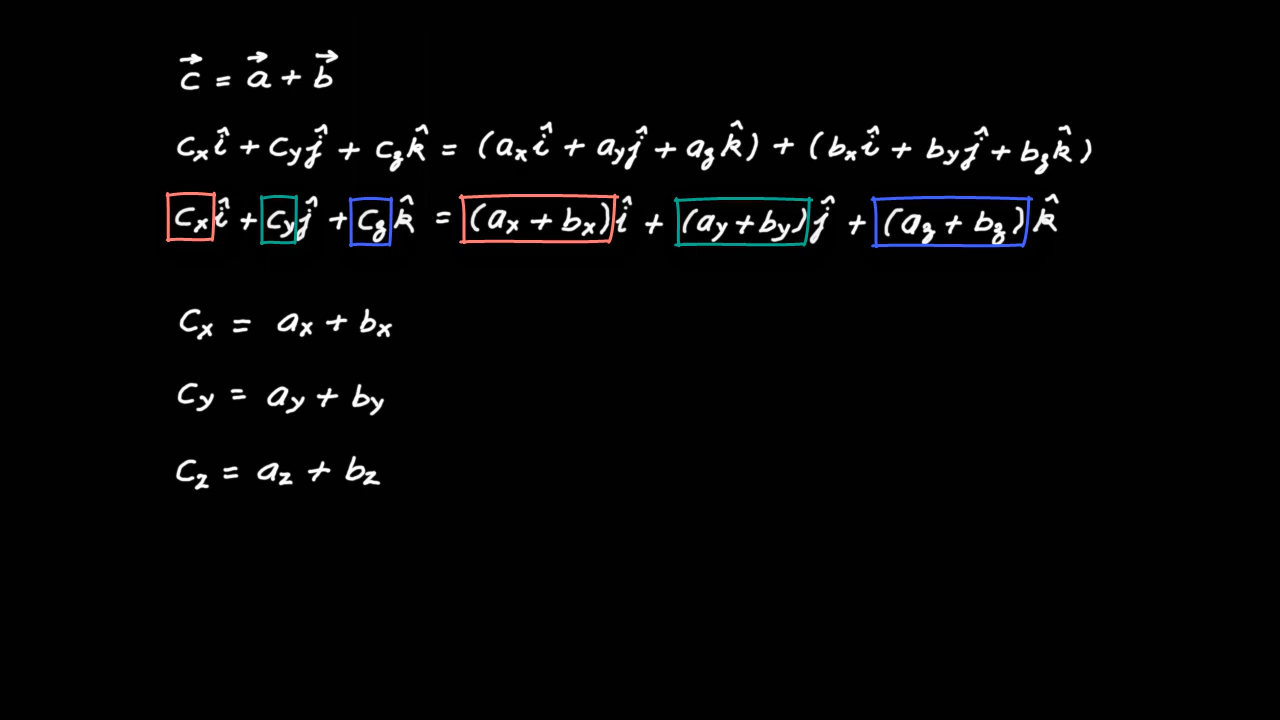 c⃗ = a⃗ + b⃗
cₓî + c_yĵ + c_zk̂ = (aₓî + a_yĵ + a_zk̂) + (bₓî + b_yĵ + b_zk̂)
cₓî + c_yĵ + c_zk̂ = (aₓ + bₓ)î + (a_y + b_y)ĵ + (a_z + b_z)k̂
cₓ = aₓ + bₓ
c_y = a_y + b_y
c_z = a_z + b_z